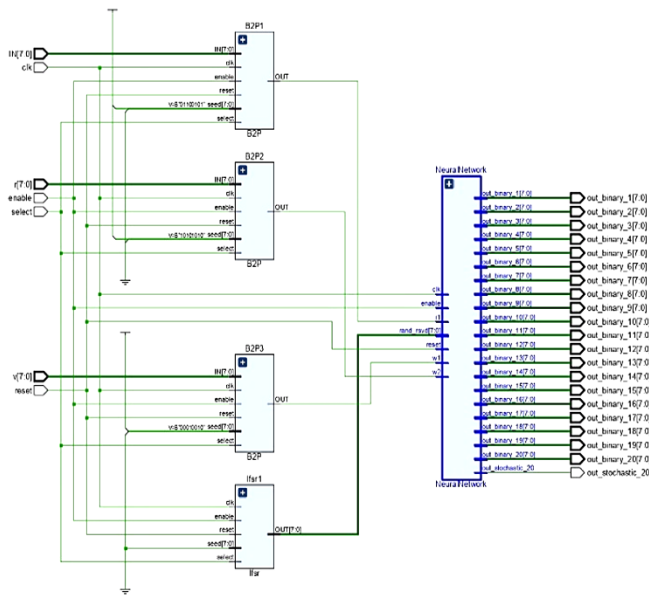 B2P1
IN[7:0]
IN[7:0]
clk
clk
enable
OUT
reset
seed[7:0]
select
B2P
B2P2
r[7:0]
IN[7:0]
enable
clk
select
enable
OUT
reset
seed[7:0]
select
B2P
B2P3
v[7:0]
IN[7:0]
reset
clk
enable
OUT
reset
seed[7:0]
select
B2P
lfsr1
clk
enable
reset
OUT[7:0]
seed[7:0]
select
lfsr
NeuralNetwork
clk
enable
i1
reset
w1
w2
out_binary_1[7:0]
out_binary_2[7:0]
out_binary_3[7:0]
out_binary_4[7:0]
out_binary_5[7:0]
out_binary_6[7:0]
out_binary_7[7:0]
out_binary_8[7:0]
out_binary_9[7:0]
out_binary_10[7:0]
out_binary_11[7:0]
out_binary_12[7:0]
out_binary_13[7:0]
out_binary_14[7:0]
out_binary_15[7:0]
out_binary_16[7:0]
out_binary_17[7:0]
out_binary_18[7:0]
out_binary_19[7:0]
out_binary_20[7:0]
out_stochastic_20
NeuralNetwork
out_binary_1[7:0]
out_binary_2[7:0]
out_binary_3[7:0]
out_binary_4[7:0]
out_binary_5[7:0]
out_binary_6[7:0]
out_binary_7[7:0]
out_binary_8[7:0]
out_binary_9[7:0]
out_binary_10[7:0
out_binary_11[7:0
out_binary_12[7:0
out_binary_13[7:0
out_binary_14[7:0
out_binary_15[7:0
out_binary_16[7:0
out_binary_17[7:0
out_binary_18[7:0
out_binary_19[7:0
out_binary_20[7:0
out_stochastic_20